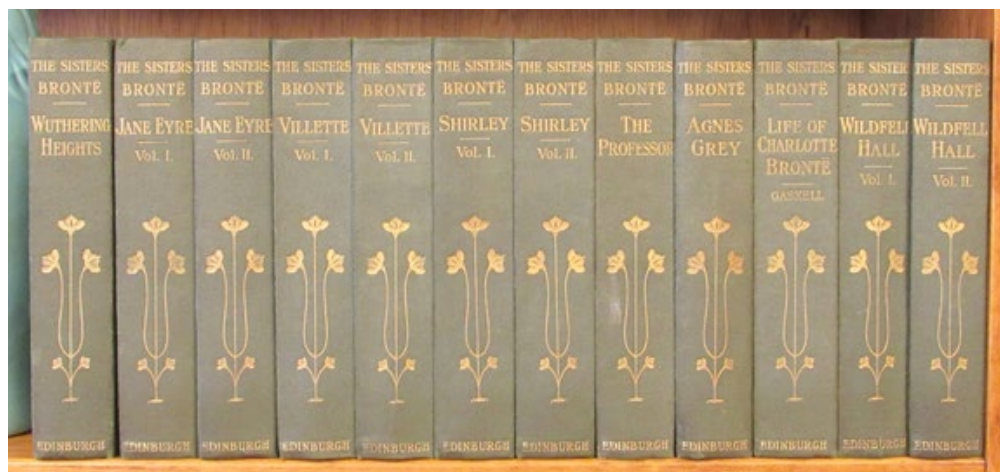 THE SISTERS
BRONTË
WUTHERING
HEIGHTS
EDINBURGH
THE SISTERS
BRONTË
JANE EYRE
VOL. I.
EDINBURGH
THE SISTERS
BRONTË
JANE EYRE
VOL. II.
EDINBURGH
THE SISTERS
BRONTË
VILLETTE
VOL. I.
EDINBURGH
THE SISTERS
BRONTË
VILLETTE
VOL. II.
EDINBURGH
THE SISTERS
BRONTË
SHIRLEY
VOL. I.
EDINBURGH
THE SISTERS
BRONTË
SHIRLEY
VOL. II.
EDINBURGH
THE SISTERS
BRONTË
THE
PROFESSOR
EDINBURGH
THE SISTERS
BRONTË
AGNES
GREY
EDINBURGH
THE SISTERS
BRONTË
LIFE OF
CHARLOTTE
BRONTË
GASKELL
EDINBURGH
THE SISTERS
BRONTË
WILDFELL
HALL
VOL. I.
EDINBURGH
THE SISTERS
BRONTË
WILDFELL
HALL
VOL. II.
EDINBURGH